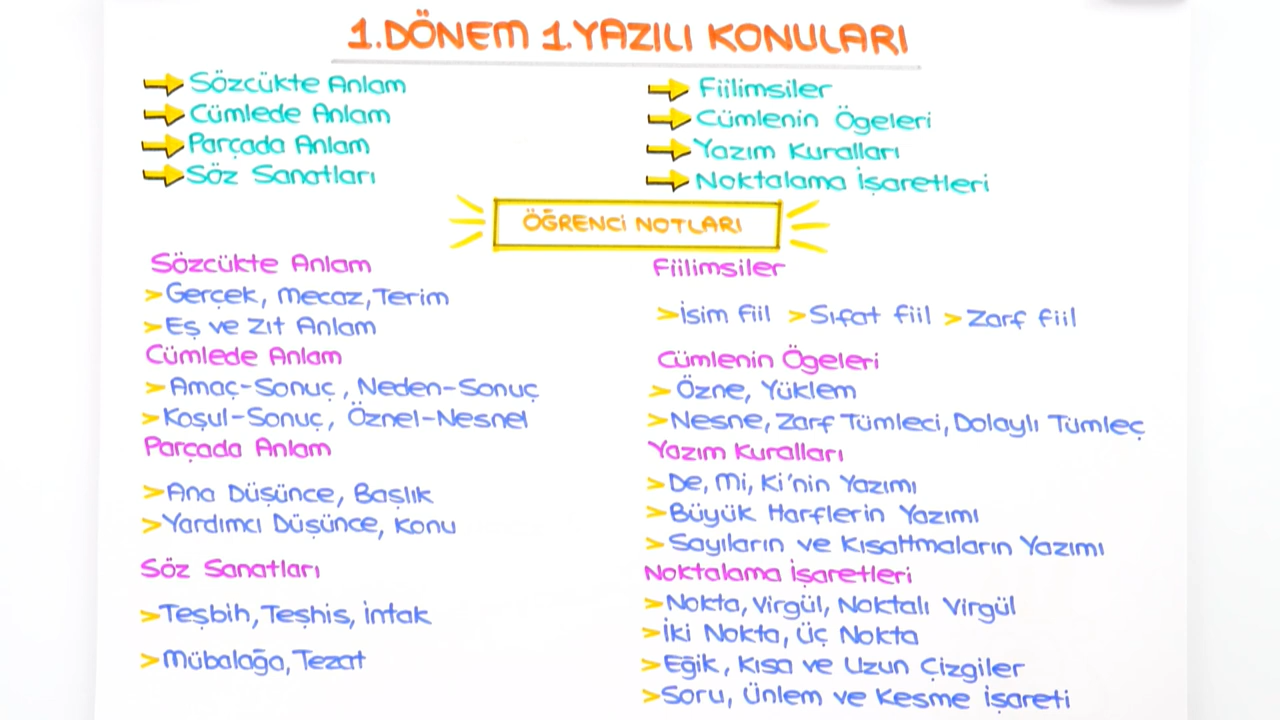 1.DÖNEM 1.YAZILI KONULARI
Sözcükte Anlam
Cümlede Anlam
Parçada Anlam
Söz Sanatları
Fiilimsiler
Cümlenin Ögeleri
Yazım Kuralları
Noktalama İşaretleri
ÖĞRENCİ NOTLARI
Sözcükte Anlam
>Gerçek, Mecaz, Terim
>Eş ve Zıt Anlam
Cümlede Anlam
>Amaç-Sonuç, Neden-Sonuç
>Koşul-Sonuç, Öznel-Nesnel
Parçada Anlam
>Ana Düşünce, Başlık
>Yardımcı Düşünce, Konu
Söz Sanatları
>Teşbih, Teşhis, İntak
>Mübalağa, Tezat
Fiilimsiler
>İsim fiil >Sıfat fiil >Zarf fiil
Cümlenin Ögeleri
>Özne, Yüklem
>Nesne, Zarf Tümleci, Dolaylı Tümleç
Yazım Kuralları
>De, Mi, Ki'nin Yazımı
>Büyük Harflerin Yazımı
>Sayıların ve Kısaltmaların Yazımı
Noktalama İşaretleri
>Nokta, Virgül, Noktalı Virgül
>İki Nokta, Üç Nokta
>Eğik, Kısa ve Uzun Çizgiler
>Soru, Ünlem ve Kesme İşareti